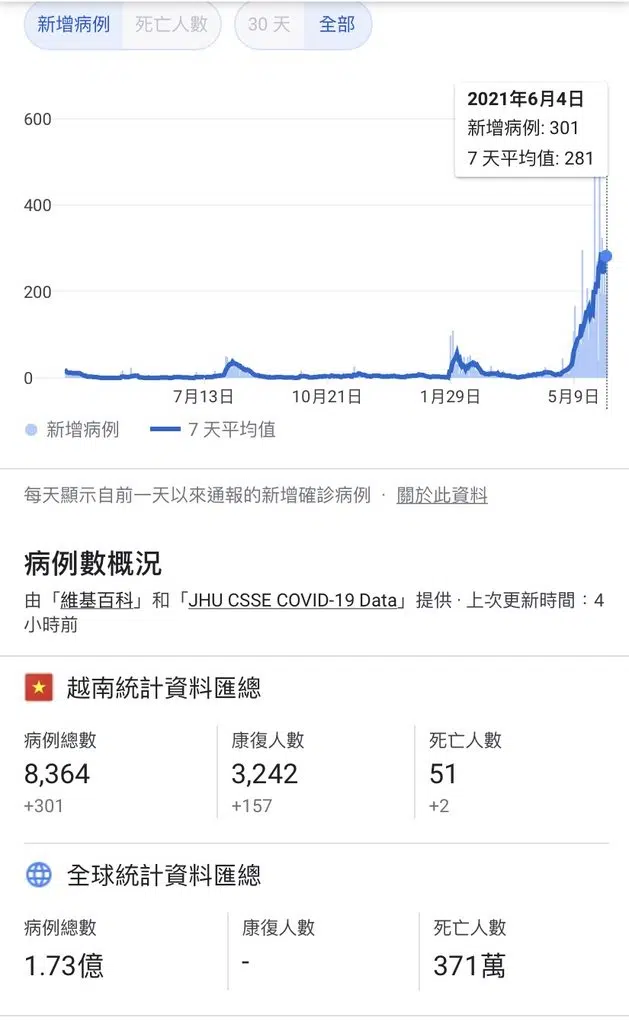 新增病例 死亡人數 30 天 全部
2021年6月4日
新增病例: 301
7 天平均值: 281
600
400
200
0
7月13日 10月21日 1月29日 5月9日
新增病例 7 天平均值
每天顯示自前一天以來通報的新增確診病例 · 關於此資料
病例數概況
由「維基百科」和「JHU CSSE COVID-19 Data」提供 · 上次更新時間：4
小時前
越南統計資料匯總
病例總數 康復人數 死亡人數
8,364 3,242 51
+301 +157 +2
全球統計資料匯總
病例總數 康復人數 死亡人數
1.73億 - 371萬